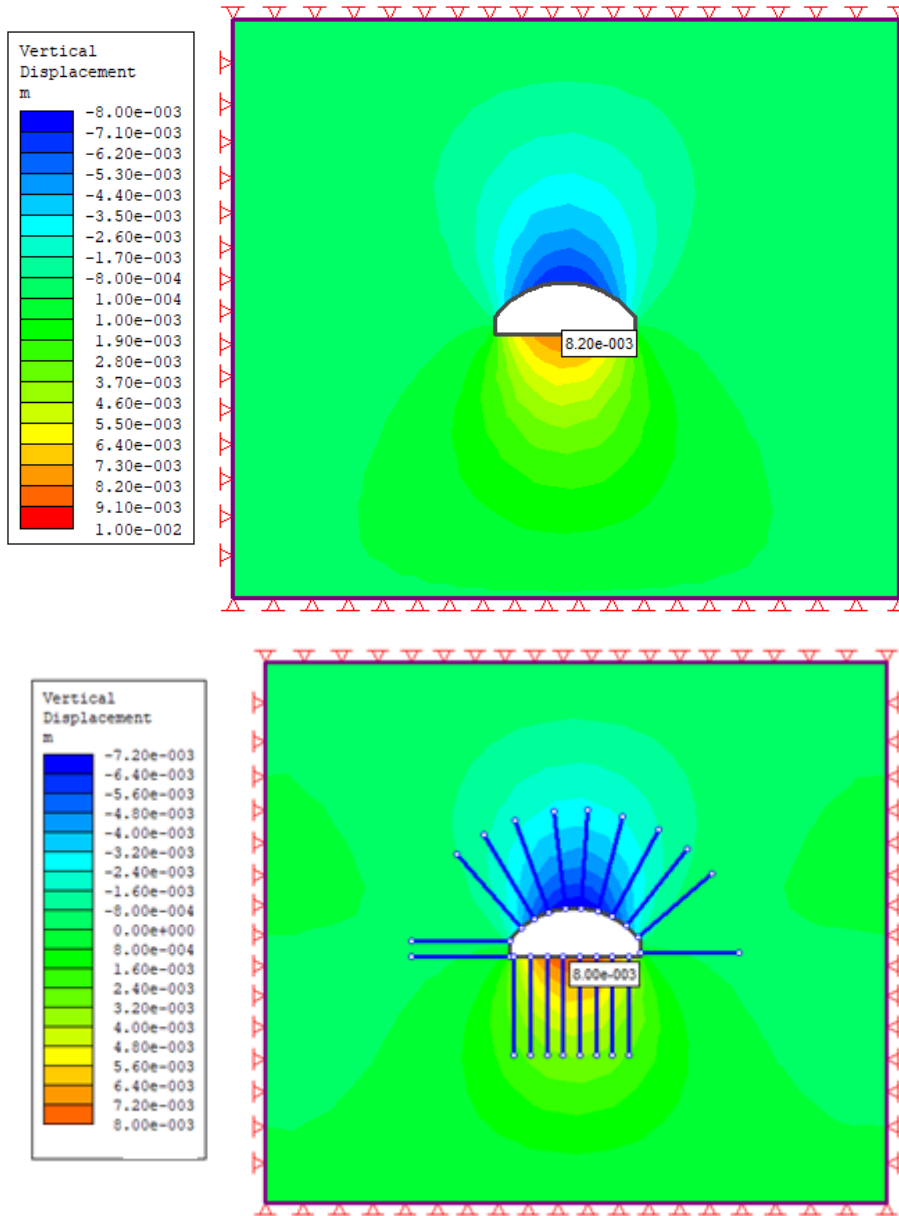 Vertical
Displacement
m
-8.00e-003
-7.10e-003
-6.20e-003
-5.30e-003
-4.40e-003
-3.50e-003
-2.60e-003
-1.70e-003
-8.00e-004
1.00e-004
1.00e-003
1.90e-003
2.80e-003
3.70e-003
4.60e-003
5.50e-003
6.40e-003
7.30e-003
8.20e-003
9.10e-003
1.00e-002
8.20e-003
Vertical
Displacement
m
-7.20e-003
-6.40e-003
-5.60e-003
-4.80e-003
-4.00e-003
-3.20e-003
-2.40e-003
-1.60e-003
-8.00e-004
0.00e+000
8.00e-004
1.60e-003
2.40e-003
3.20e-003
4.00e-003
4.80e-003
5.60e-003
6.40e-003
7.20e-003
8.00e-003
8.00e-003